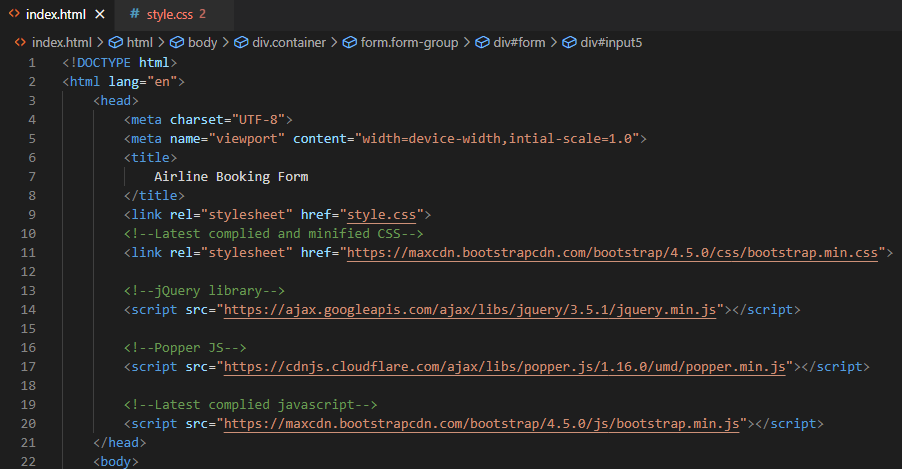 index.html × # style.css 2
index.html > html > body > div.container > form.form-group > div#form > div#input5
1 <!DOCTYPE html>
2 <html lang="en">
3 <head>
4 <meta charset="UTF-8">
5 <meta name="viewport" content="width=device-width,intial-scale=1.0">
6 <title>
7 Airline Booking Form
8 </title>
9 <link rel="stylesheet" href="style.css">
10 <!--Latest complied and minified CSS-->
11 <link rel="stylesheet" href="https://maxcdn.bootstrapcdn.com/bootstrap/4.5.0/css/bootstrap.min.css">
12
13 <!--jQuery library-->
14 <script src="https://ajax.googleapis.com/ajax/libs/jquery/3.5.1/jquery.min.js"></script>
15
16 <!--Popper JS-->
17 <script src="https://cdnjs.cloudflare.com/ajax/libs/popper.js/1.16.0/umd/popper.min.js"></script>
18
19 <!--Latest complied javascript-->
20 <script src="https://maxcdn.bootstrapcdn.com/bootstrap/4.5.0/js/bootstrap.min.js"></script>
21 </head>
22 <body>